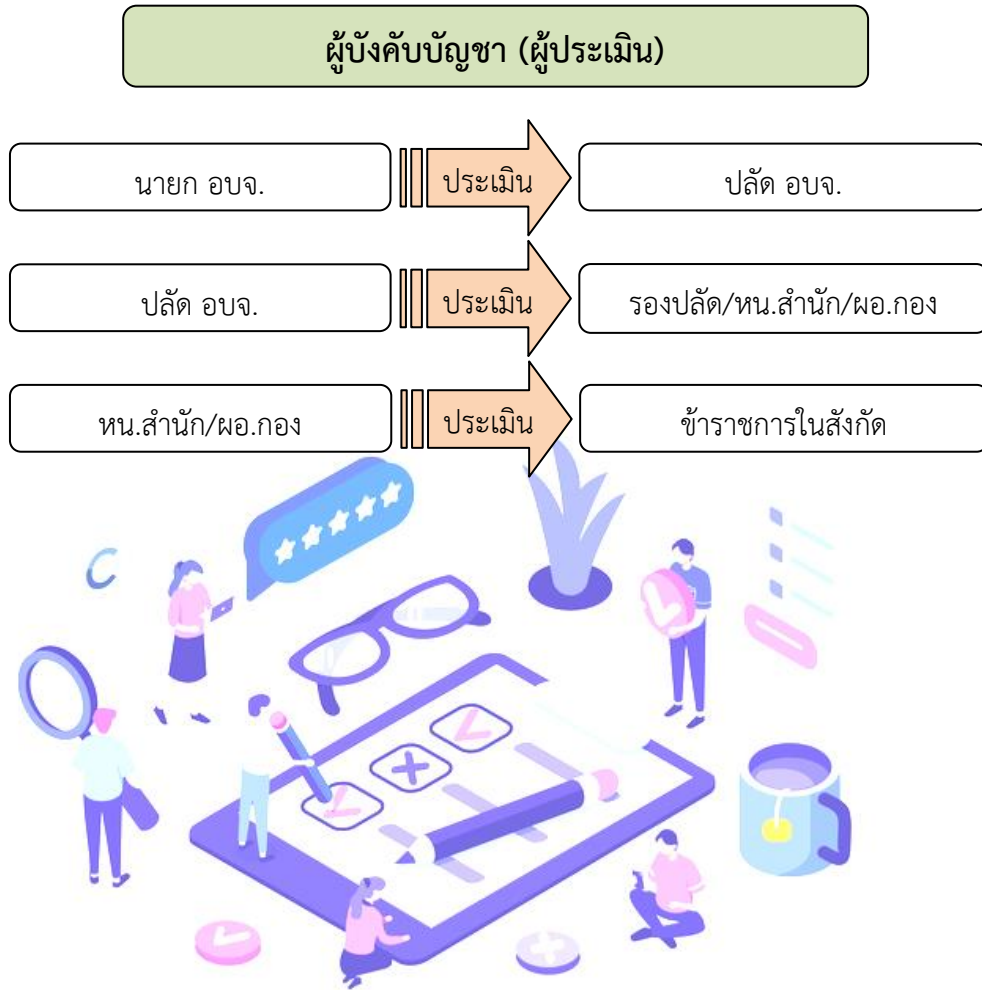 ผู้บังคับบัญชา (ผู้ประเมิน)
นายก อบจ. ประเมิน ปลัด อบจ.
ปลัด อบจ. ประเมิน รองปลัด/หน.สำนัก/ผอ.กอง
หน.สำนัก/ผอ.กอง ประเมิน ข้าราชการในสังกัด